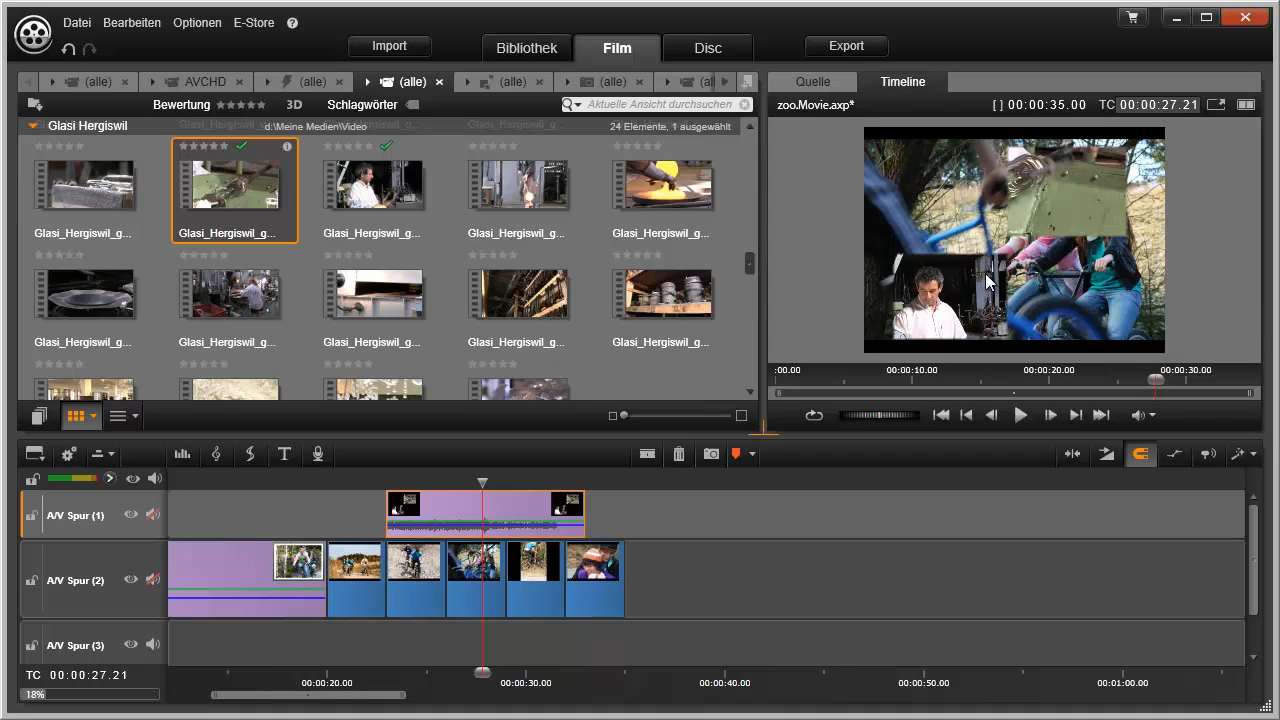 Datei Bearbeiten Optionen E-Store ?
Import Bibliothek Film Disc Export
(alle) × AVCHD × (alle) × (alle) × (alle) × (alle) × (all
Quelle Timeline
Bewertung 3D Schlagwörter Aktuelle Ansicht durchsuchen
zoo.Movie.axp* [ ] 00:00:35.00 TC 00:00:27.21
Glasi Hergiswil d:\Meine Medien\Video 24 Elemente, 1 ausgewählt
Glasi_Hergiswil_g... Glasi_Hergiswil_g... Glasi_Hergiswil_g... Glasi_Hergiswil_g... Glasi_Hergiswil_g...
Glasi_Hergiswil_g... Glasi_Hergiswil_g... Glasi_Hergiswil_g... Glasi_Hergiswil_g... Glasi_Hergiswil_g...
:00.00 00:00:10.00 00:00:20.00 00:00:30.00
A/V Spur (1)
A/V Spur (2)
A/V Spur (3)
TC 00:00:27.21
00:00:20.00 00:00:30.00 00:00:40.00 00:00:50.00 00:01:00.00
18%